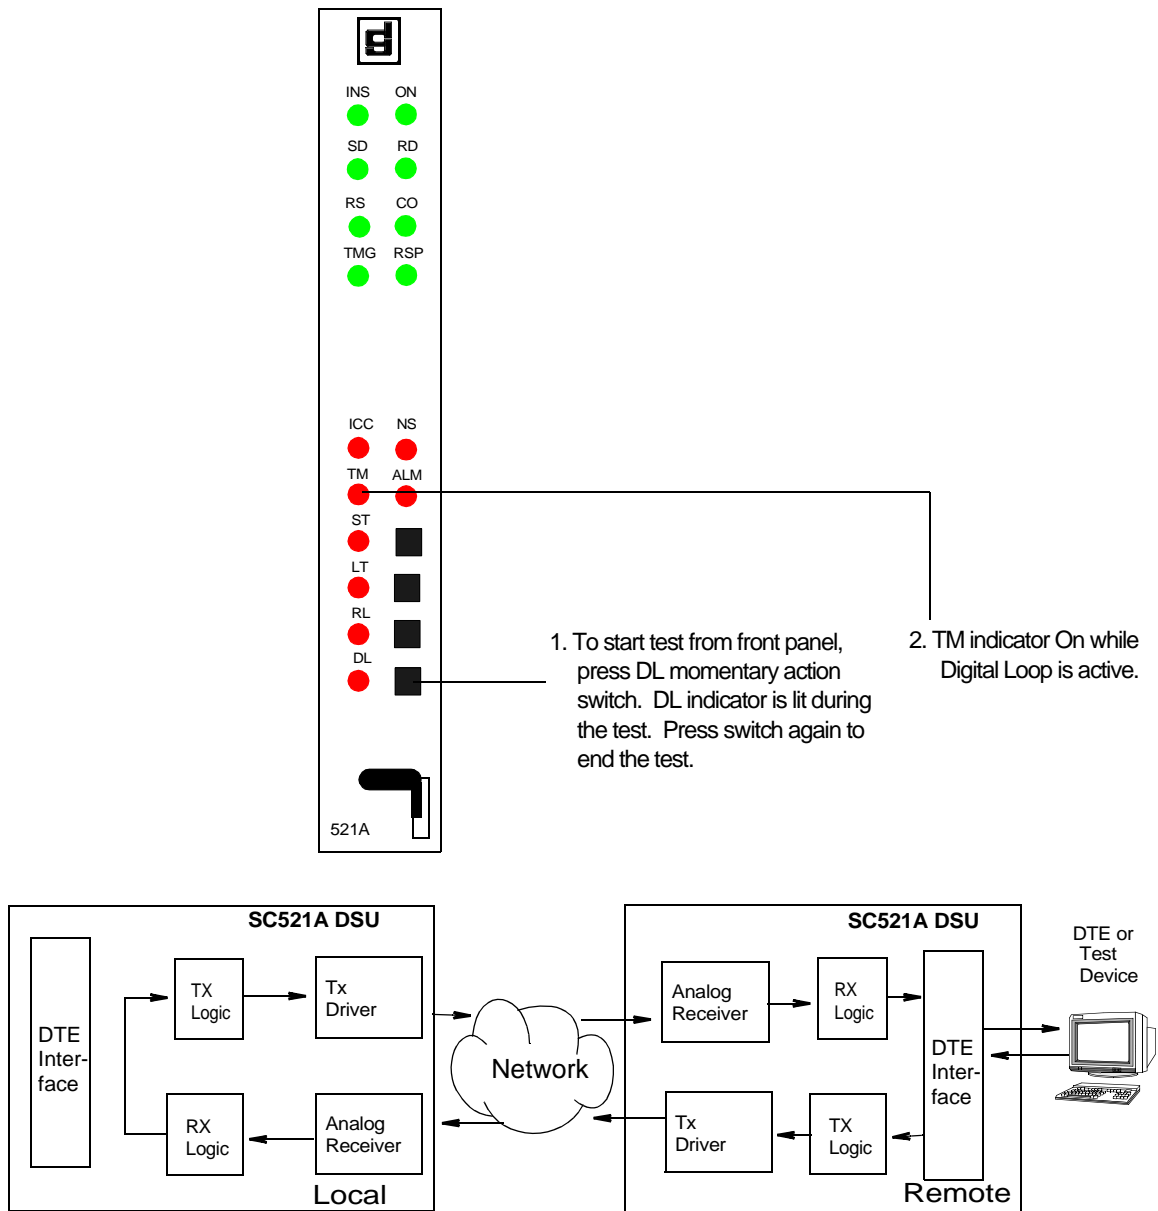 INS ON
SD RD
RS CO
TMG RSP
ICC NS
TM ALM
ST
LT
RL
DL
521A
1. To start test from front panel,
press DL momentary action
switch. DL indicator is lit during
the test. Press switch again to
end the test.
2. TM indicator On while
Digital Loop is active.
SC521A DSU
DTE
Inter-
face
TX
Logic
Tx
Driver
RX
Logic
Analog
Receiver
Local
Network
SC521A DSU
Analog
Receiver
RX
Logic
DTE
Inter-
face
Tx
Driver
TX
Logic
Remote
DTE or
Test
Device